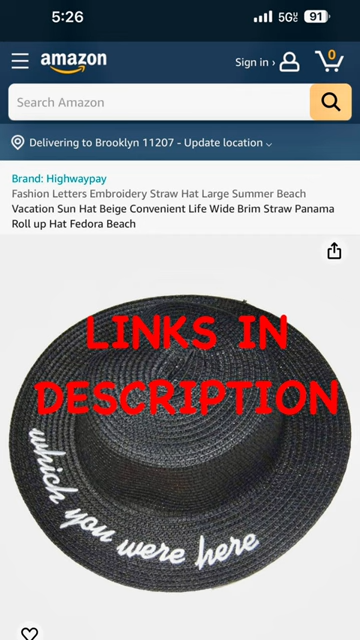 5:26
5G 91
amazon
Sign in ›
0
Search Amazon
Delivering to Brooklyn 11207 - Update location
Brand: Highwaypay
Fashion Letters Embroidery Straw Hat Large Summer Beach
Vacation Sun Hat Beige Convenient Life Wide Brim Straw Panama
Roll up Hat Fedora Beach
LINKS IN
DESCRIPTION
which you were here